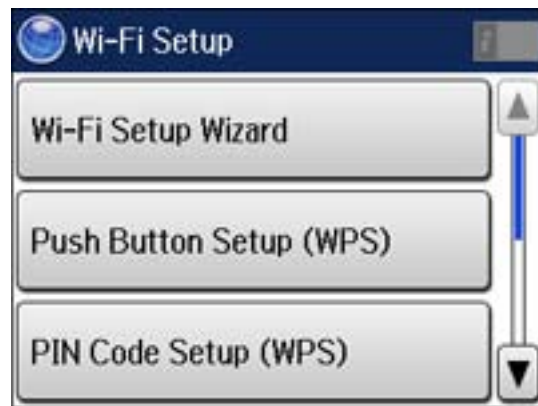 Wi-Fi Setup
Wi-Fi Setup Wizard
Push Button Setup (WPS)
PIN Code Setup (WPS)